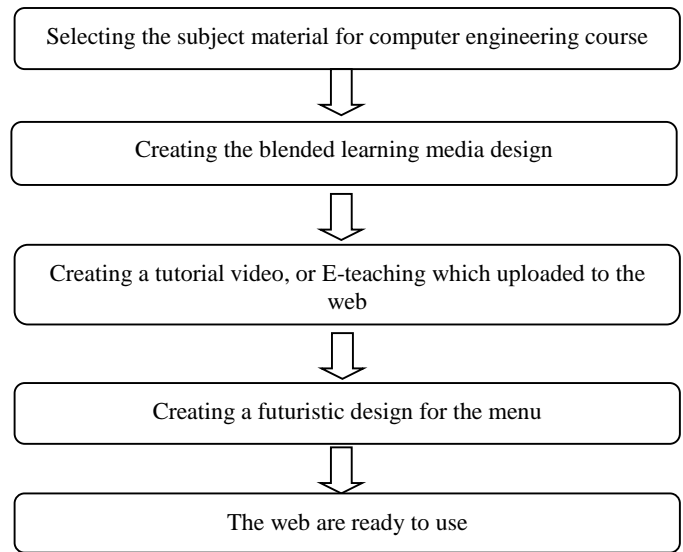 Selecting the subject material for computer engineering course
Creating the blended learning media design
Creating a tutorial video, or E-teaching which uploaded to the
web
Creating a futuristic design for the menu
The web are ready to use